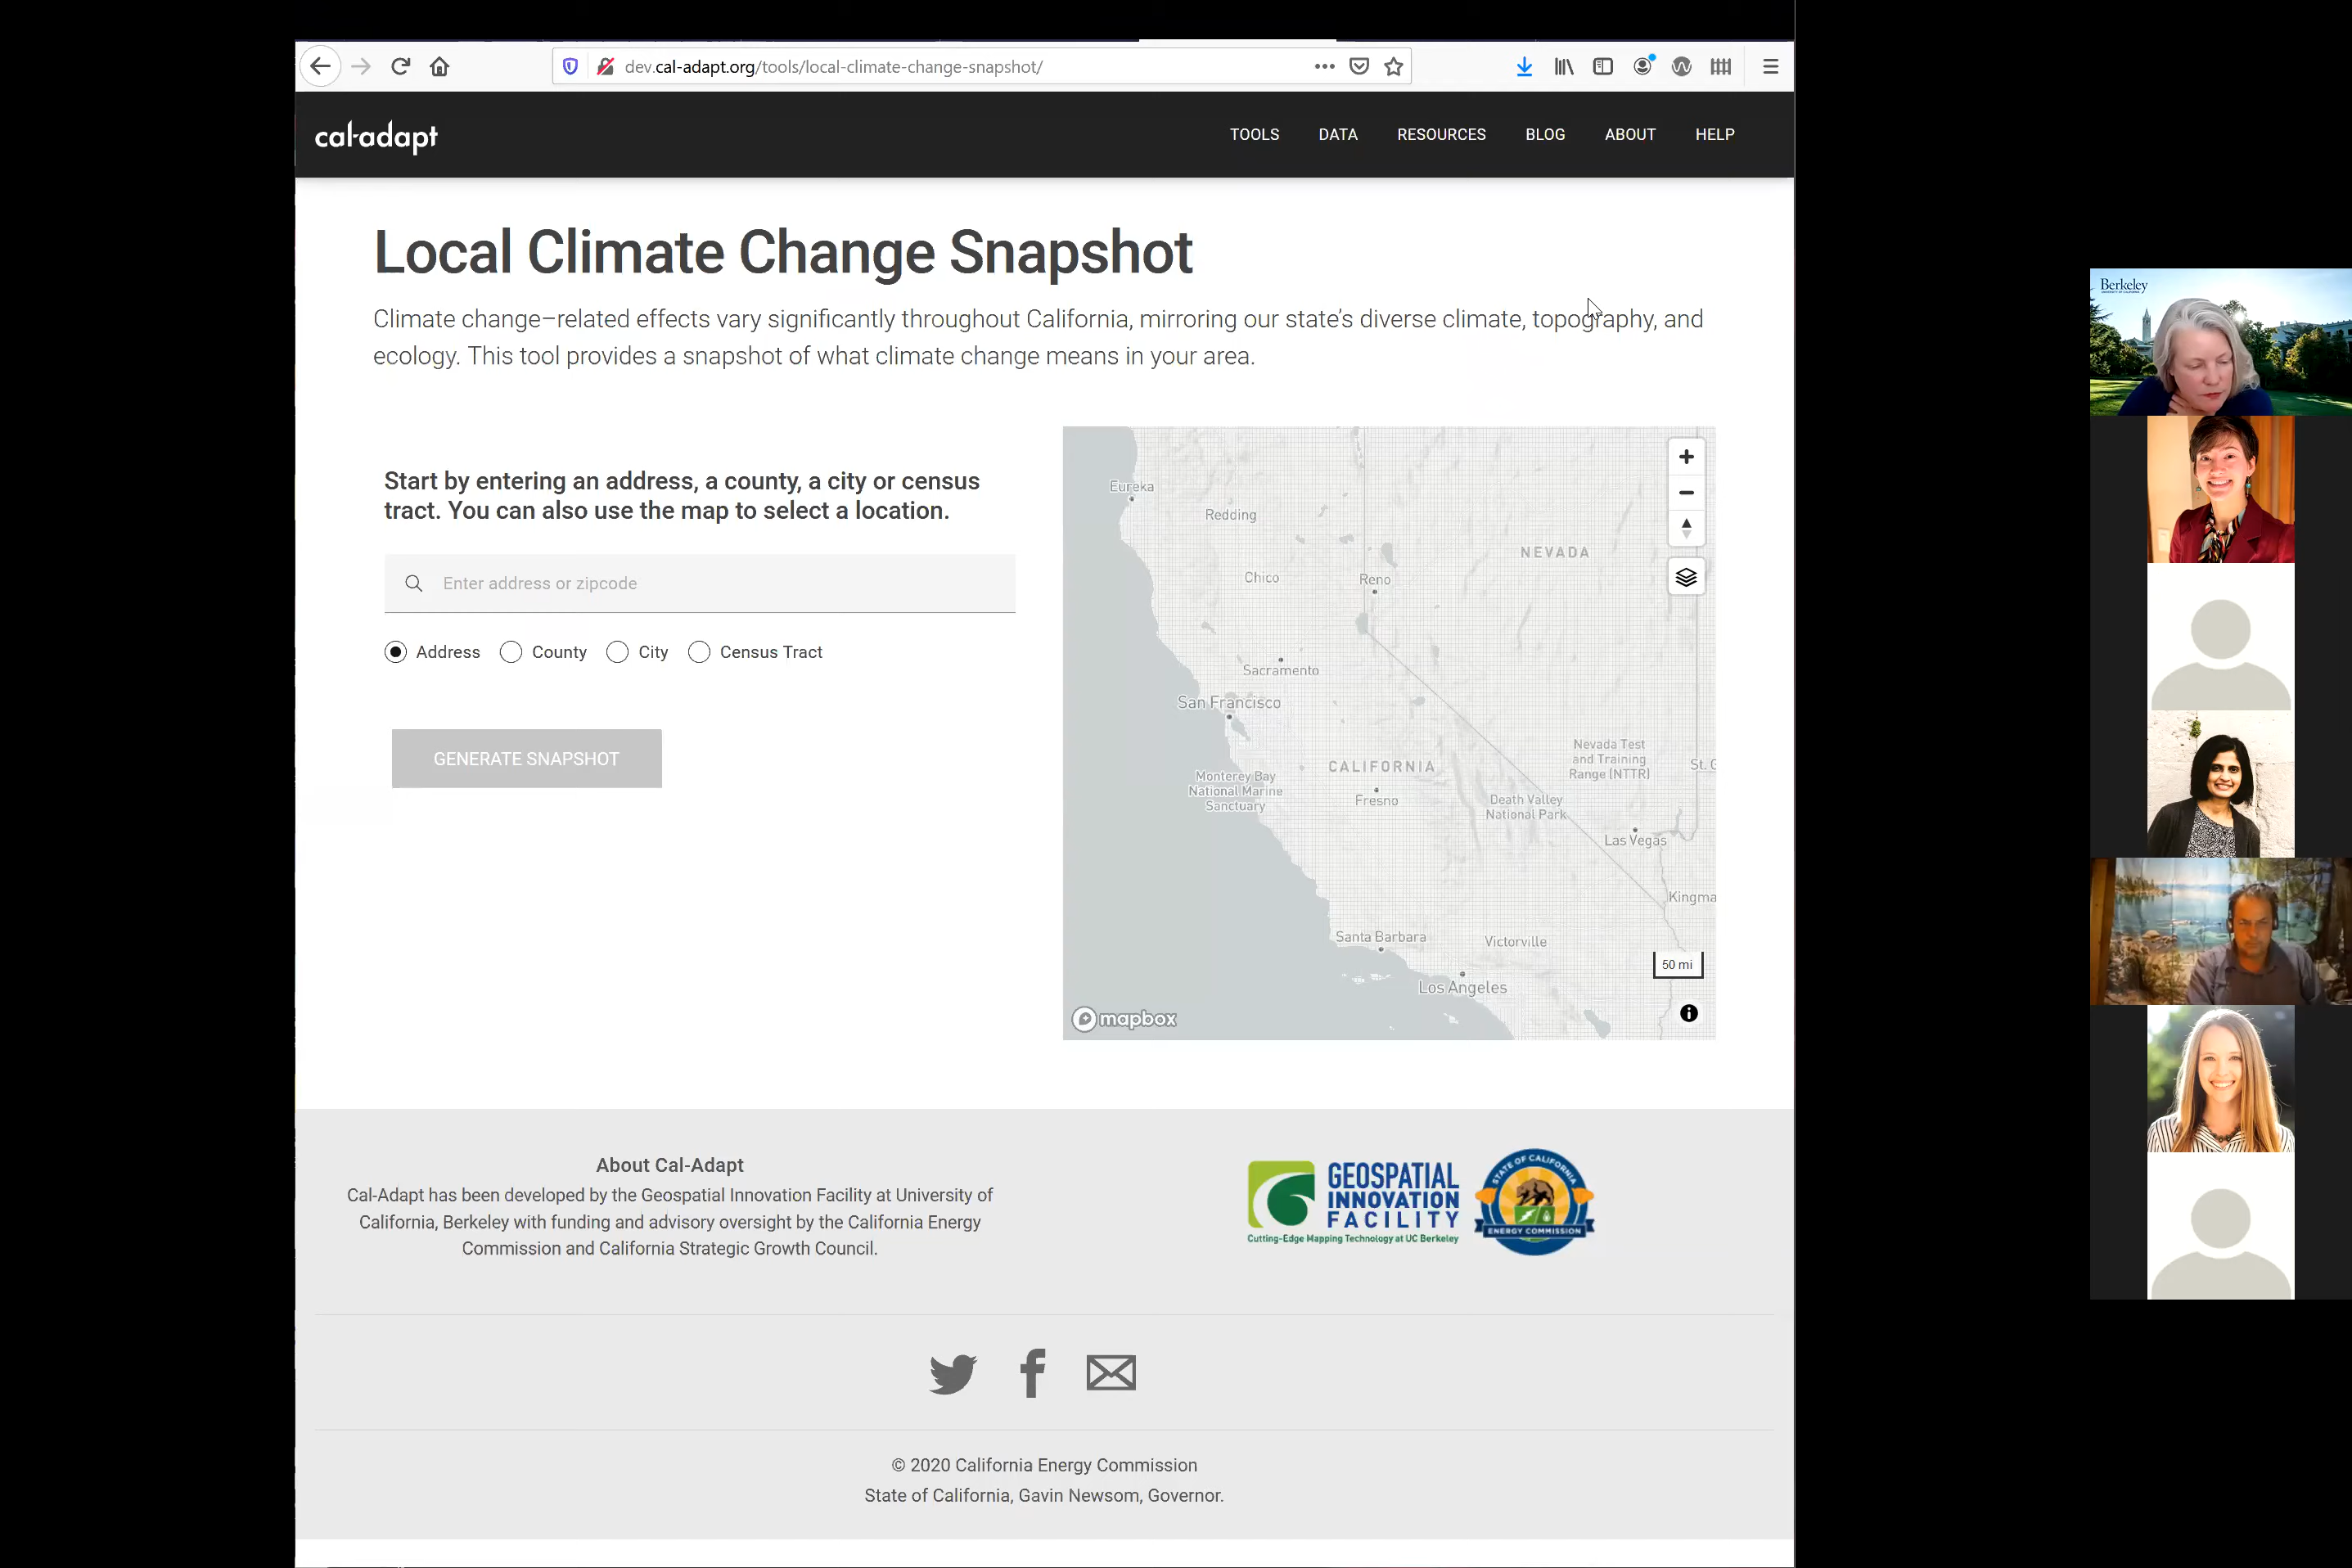 dev.cal-adapt.org/tools/local-climate-change-snapshot/
cal-adapt
TOOLS
DATA
RESOURCES
BLOG
ABOUT
HELP
Local Climate Change Snapshot
Climate change–related effects vary significantly throughout California, mirroring our state's diverse climate, topography, and
ecology. This tool provides a snapshot of what climate change means in your area.
Start by entering an address, a county, a city or census
tract. You can also use the map to select a location.
Enter address or zipcode
Address
County
City
Census Tract
GENERATE SNAPSHOT
Eureka
Redding
NEVADA
Chico
Reno
Sacramento
San Francisco
Nevada Test
and Training
Range (NTTR)
St. G
CALIFORNIA
Monterey Bay
National Marine
Sanctuary
Fresno
Death Valley
National Park
Las Vegas
Kingma
Santa Barbara
Victorville
50 mi
Los Angeles
mapbox
About Cal-Adapt
Cal-Adapt has been developed by the Geospatial Innovation Facility at University of
California, Berkeley with funding and advisory oversight by the California Energy
Commission and California Strategic Growth Council.
GEOSPATIAL
INNOVATION
FACILITY
Cutting-Edge Mapping Technology at UC Berkeley
STATE OF CALIFORNIA
ENERGY COMMISSION
© 2020 California Energy Commission
State of California, Gavin Newsom, Governor.
Berkeley
UNIVERSITY OF CALIFORNIA